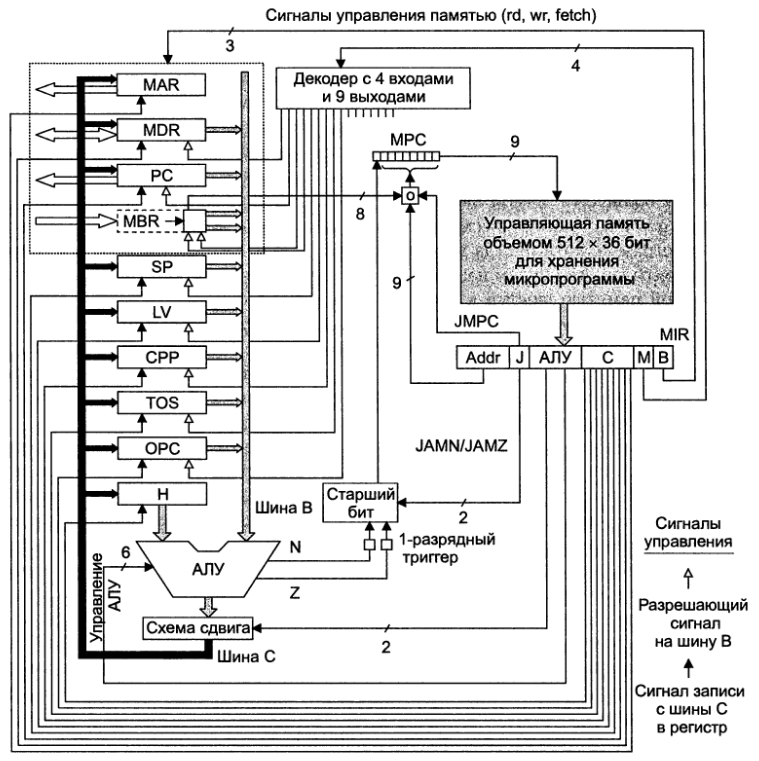 Сигналы управления памятью (rd, wr, fetch)
3
4
MAR
Декодер с 4 входами
и 9 выходами
MDR
MPC
9
PC
8
O
MBR
Управляющая память
объемом 512 × 36 бит
для хранения
микропрограммы
SP
9
LV
JMPC
MIR
CPP
Addr J АЛУ C M B
TOS
OPC
JAMN/JAMZ
H
Старший
бит
2
Шина B
N
1-разрядный
триггер
Сигналы
управления
6
АЛУ
Z
Управление
АЛУ
Разрешающий
сигнал
на шину B
Схема сдвига
2
Шина C
Сигнал записи
с шины C
в регистр